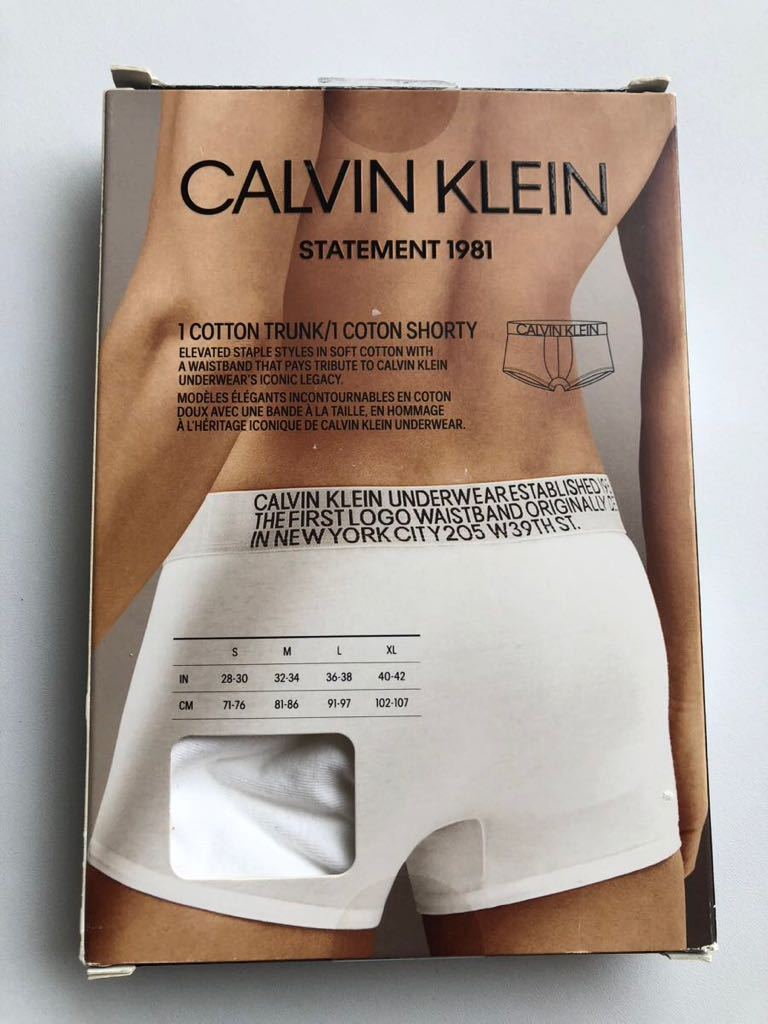 CALVIN KLEIN
STATEMENT 1981
1 COTTON TRUNK/1 COTON SHORTY
ELEVATED STAPLE STYLES IN SOFT COTTON WITH
A WAISTBAND THAT PAYS TRIBUTE TO CALVIN KLEIN
UNDERWEAR'S ICONIC LEGACY.
MODÈLES ÉLÉGANTS INCONTOURNABLES EN COTON
DOUX AVEC UNE BANDE À LA TAILLE, EN HOMMAGE
À L'HÉRITAGE ICONIQUE DE CALVIN KLEIN UNDERWEAR.
CALVIN KLEIN
CALVIN KLEIN UNDERWEAR ESTABLISHED
THE FIRST LOGO WAISTBAND ORIGINALLY
IN NEW YORK CITY 205 W39TH ST.
S M L XL
IN 28-30 32-34 36-38 40-42
CM 71-76 81-86 91-97 102-107